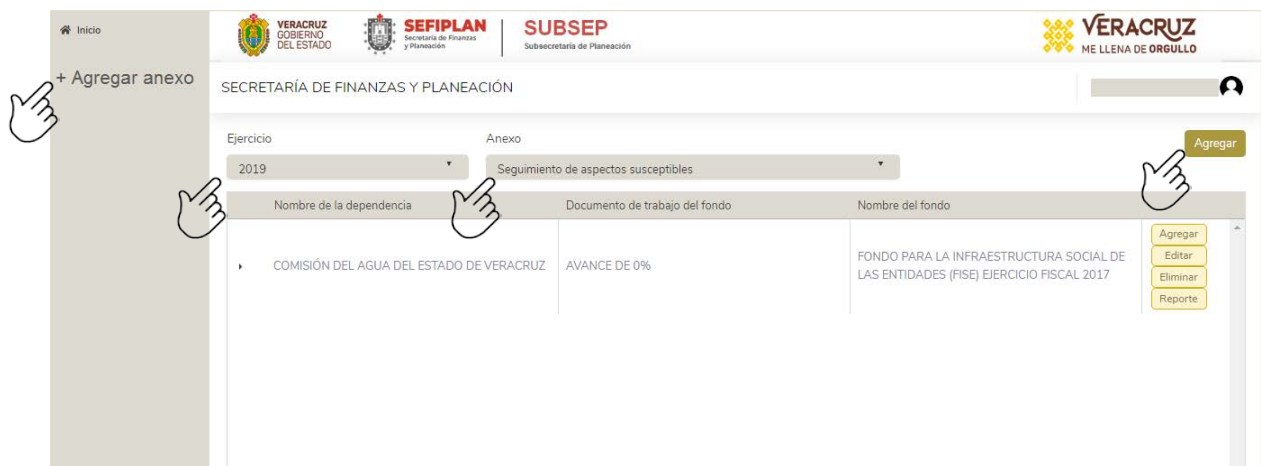 Inicio
+ Agregar anexo
VERACRUZ
GOBIERNO
DEL ESTADO
SEFIPLAN
Secretaría de Finanzas
y Planeación
SUBSEP
Subsecretaría de Planeación
VERACRUZ
ME LLENA DE ORGULLO
SECRETARÍA DE FINANZAS Y PLANEACIÓN
Ejercicio
Anexo
Agregar
2019
Seguimiento de aspectos susceptibles
Nombre de la dependencia
Documento de trabajo del fondo
Nombre del fondo
COMISIÓN DEL AGUA DEL ESTADO DE VERACRUZ
AVANCE DE 0%
FONDO PARA LA INFRAESTRUCTURA SOCIAL DE
LAS ENTIDADES (FISE) EJERCICIO FISCAL 2017
Agregar
Editar
Eliminar
Reporte